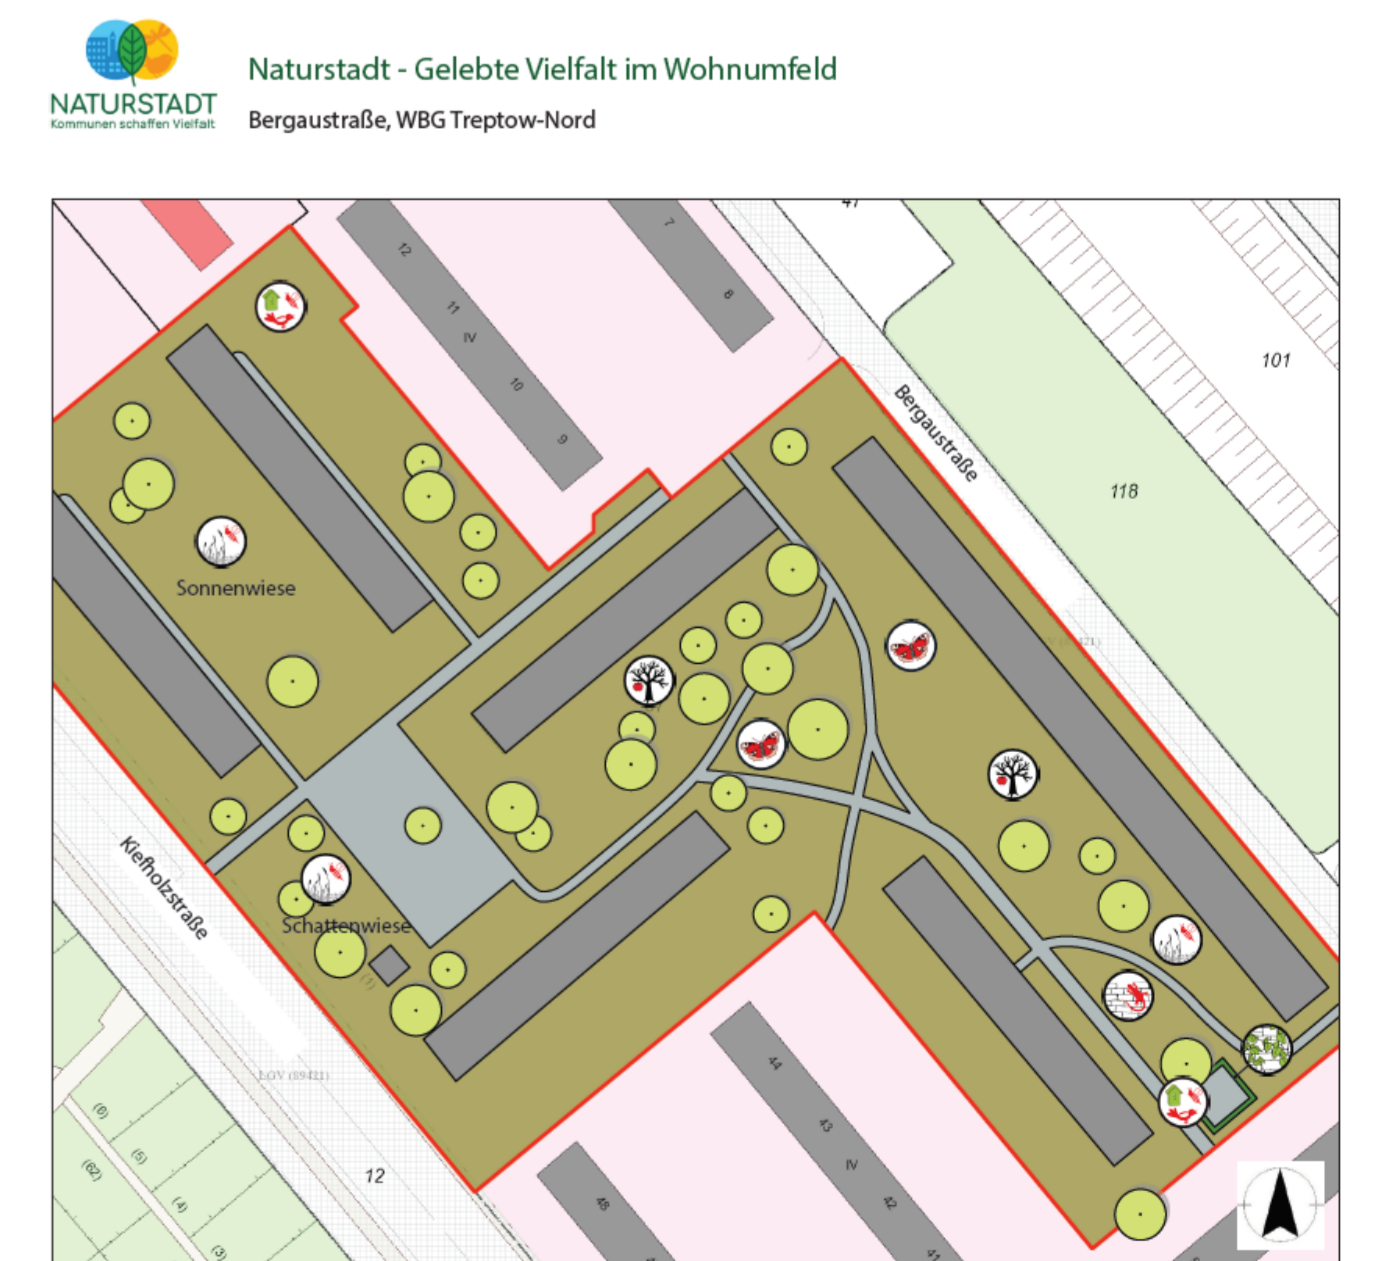 NATURSTADT
Kommunen schaffen Vielfalt
Naturstadt - Gelebte Vielfalt im Wohnumfeld
Bergaustraße, WBG Treptow-Nord
12
11
IV
10
9
7
8
101
118
Bergaustraße
Sonnenwiese
Schattenwiese
(1)
Kiefholzstraße
LGV (89421)
12
(6)
(5)
(4)
(3)
(62)
44
43
IV
42
41
48